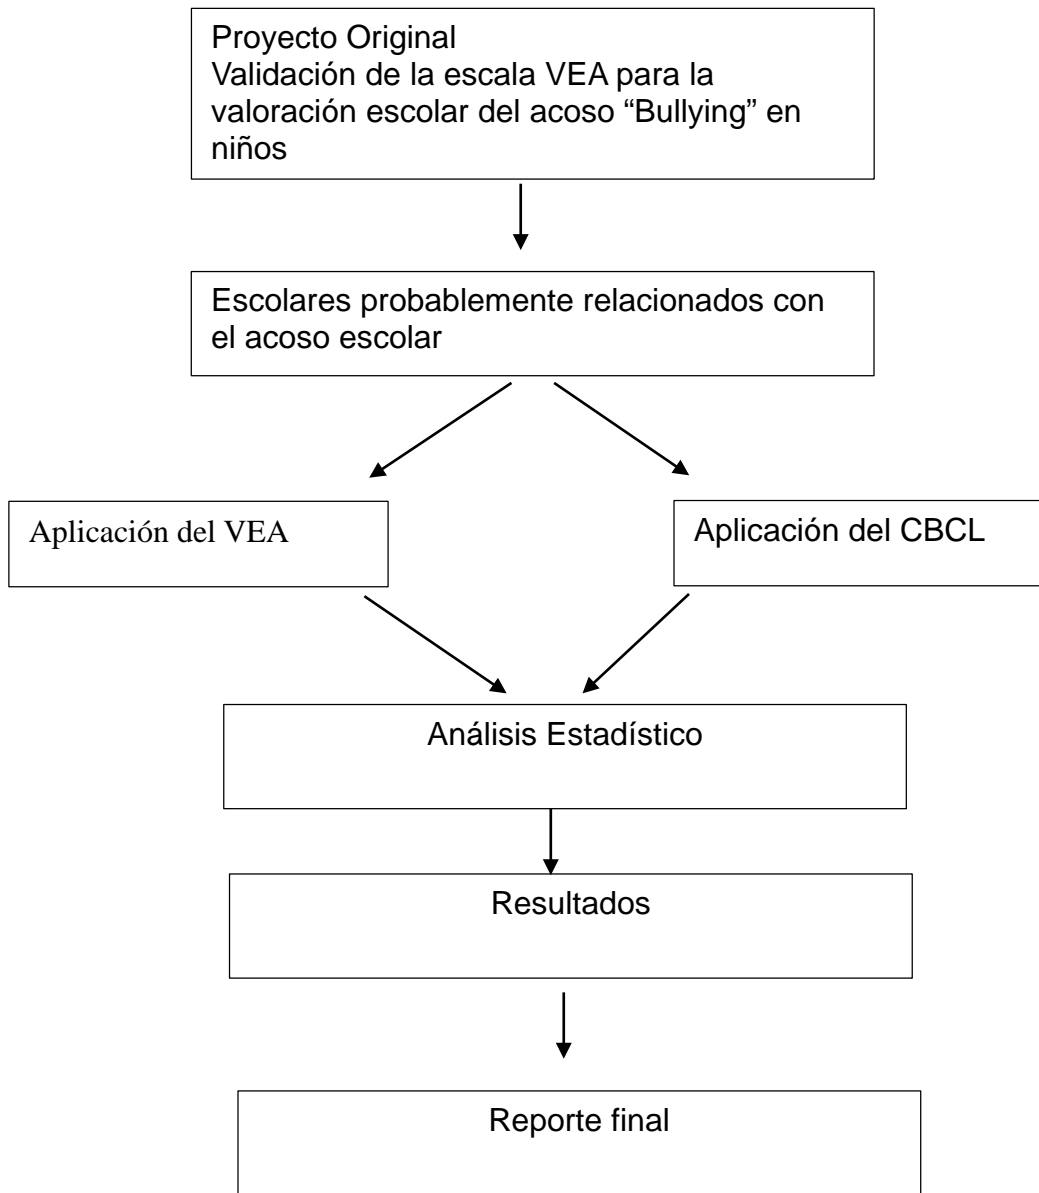 Proyecto Original
Validación de la escala VEA para la
valoración escolar del acoso “Bullying” en
niños
Escolares probablemente relacionados con
el acoso escolar
Aplicación del VEA
Aplicación del CBCL
Análisis Estadístico
Resultados
Reporte final